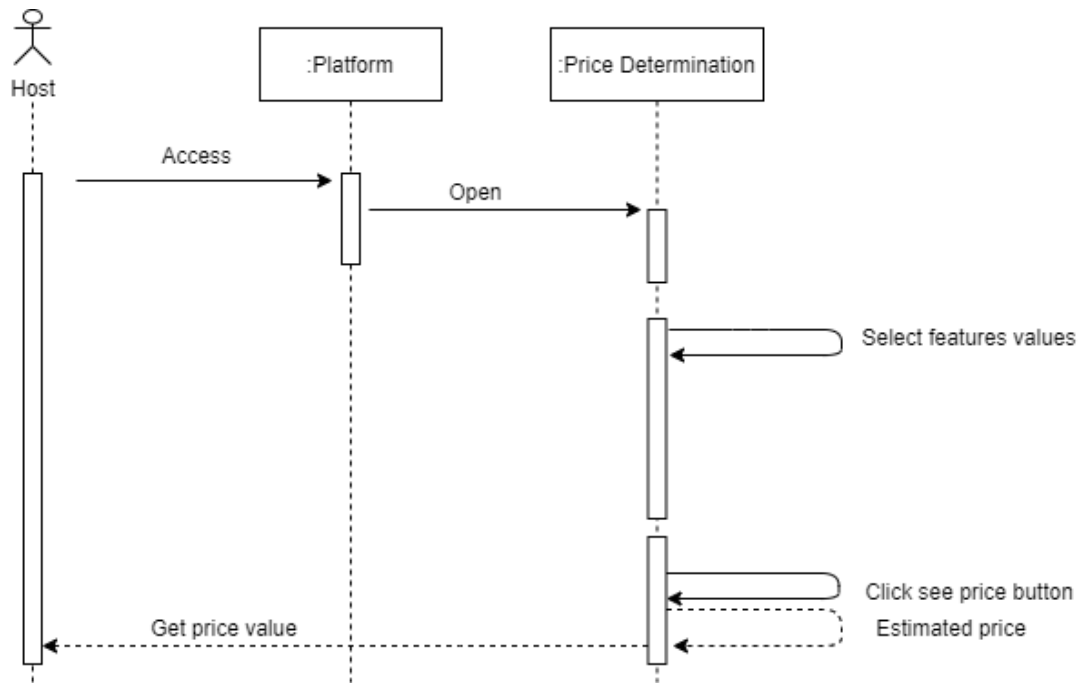 Host
:Platform
:Price Determination
Access
Open
Select features values
Click see price button
Get price value
Estimated price